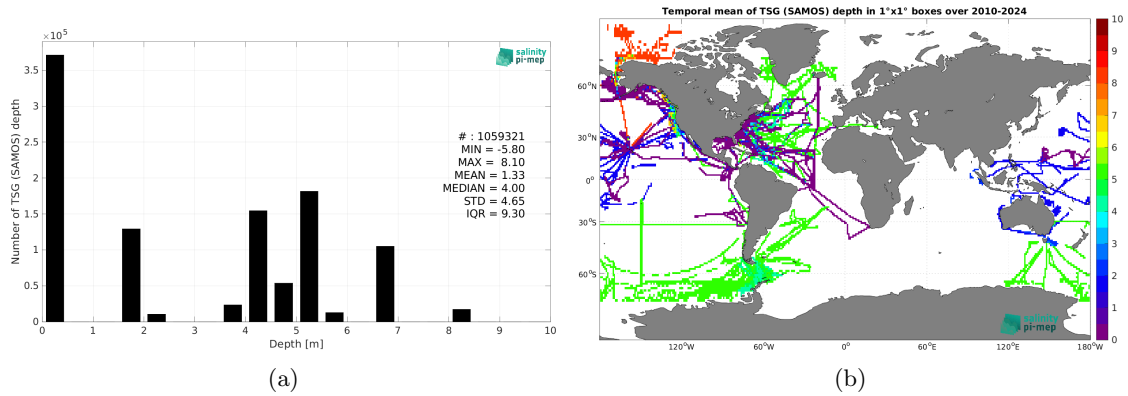 ×10⁵
3.5
3
2.5
2
1.5
1
0.5
0
0 1 2 3 4 5 6 7 8 9 10
Number of TSG (SAMOS) depth
Depth [m]
salinity
pi-mep
# : 1059321
MIN = -5.80
MAX = 8.10
MEAN = 1.33
MEDIAN = 4.00
STD = 4.65
IQR = 9.30
(a)
Temporal mean of TSG (SAMOS) depth in 1°x1° boxes over 2010-2024
60°N
30°N
0°
30°S
60°S
120°W 60°W 0°E 60°E 120°E 180°W
salinity
pi-mep
10
9
8
7
6
5
4
3
2
1
0
(b)